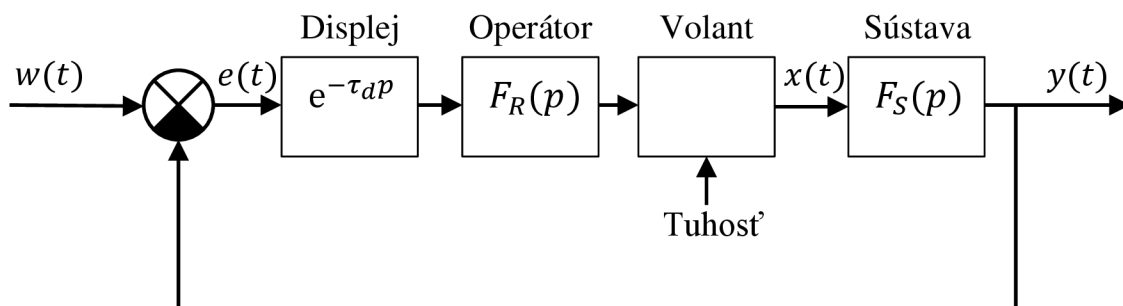 Displej Operátor Volant Sústava
w(t) e(t) e^{-τ_d p} F_R(p) x(t) F_S(p) y(t)
Tuhosť